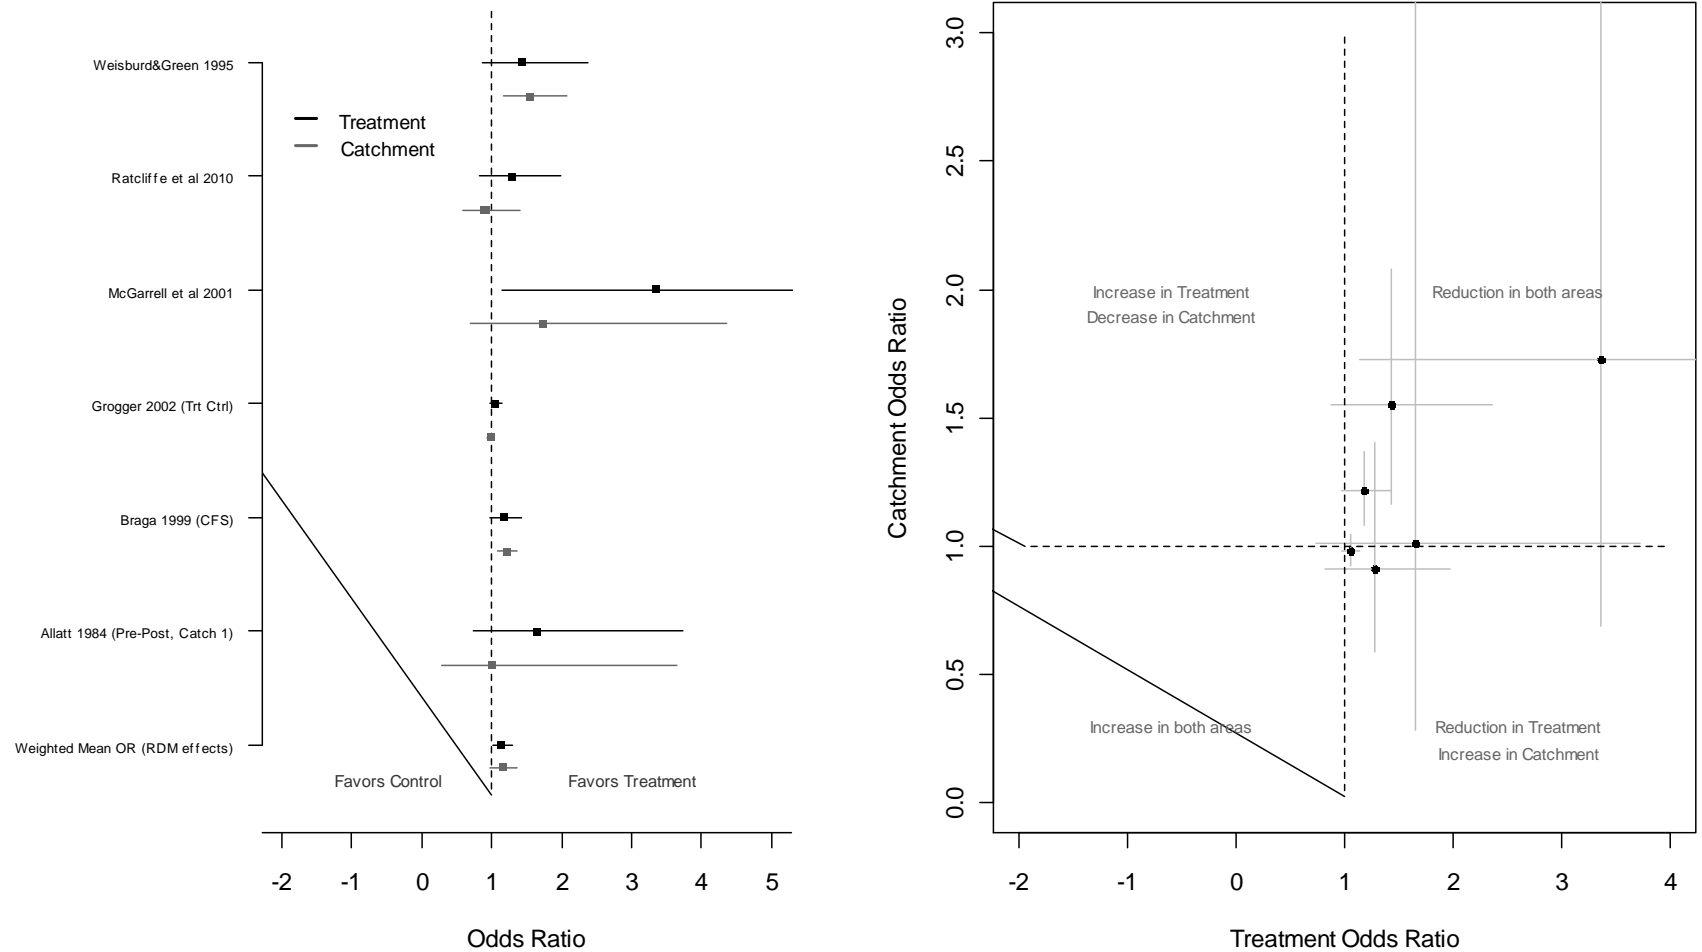 Weisburd&Green 1995
Treatment
Catchment
Ratcliffe et al 2010
McGarrell et al 2001
Grogger 2002 (Trt Ctrl)
Braga 1999 (CFS)
Allatt 1984 (Pre-Post, Catch 1)
Weighted Mean OR (RDM effects)
Favors Control
Favors Treatment
-2 -1 0 1 2 3 4 5
Odds Ratio
3.0
2.5
2.0
1.5
1.0
0.5
0.0
Catchment Odds Ratio
Increase in Treatment
Decrease in Catchment
Reduction in both areas
Increase in both areas
Reduction in Treatment
Increase in Catchment
-2 -1 0 1 2 3 4
Treatment Odds Ratio